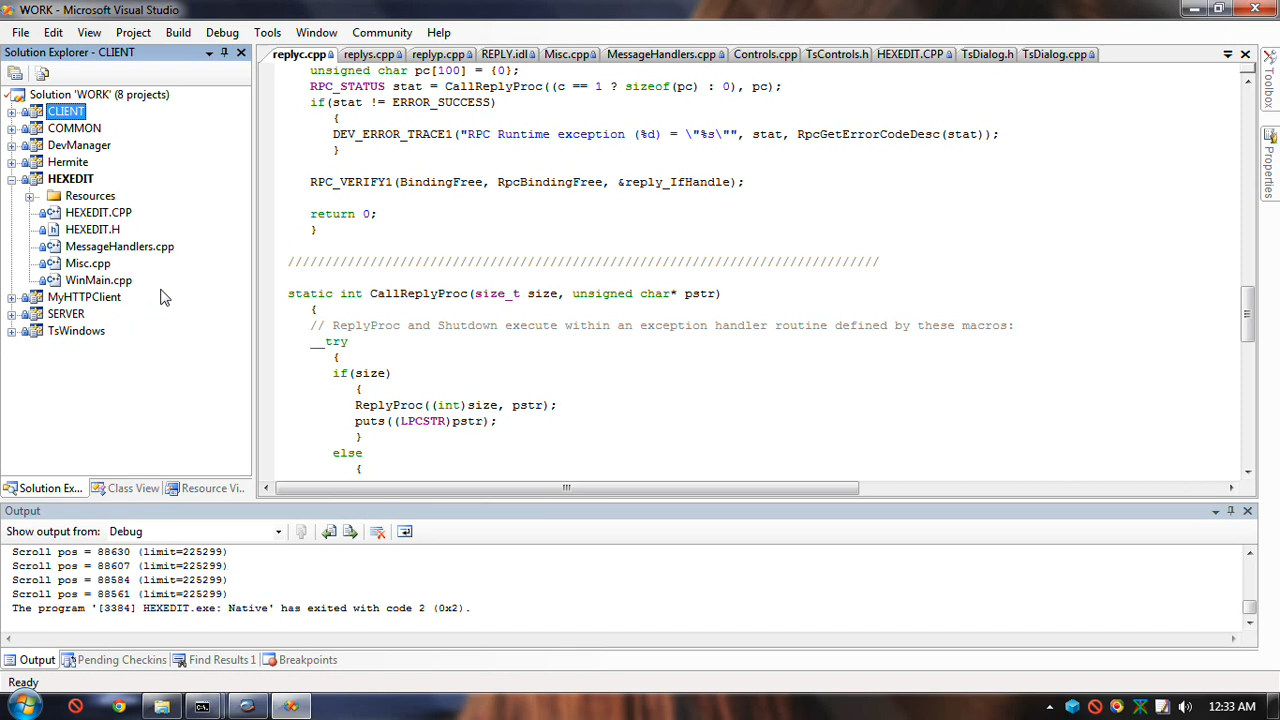 WORK - Microsoft Visual Studio
File Edit View Project Build Debug Tools Window Community Help
Solution Explorer - CLIENT
Solution 'WORK' (8 projects)
CLIENT
COMMON
DevManager
Hermite
HEXEDIT
Resources
HEXEDIT.CPP
HEXEDIT.H
MessageHandlers.cpp
Misc.cpp
WinMain.cpp
MyHTTPClient
SERVER
TsWindows
Solution Ex... Class View Resource Vi...
replyc.cpp replys.cpp replyp.cpp REPLY.idl Misc.cpp MessageHandlers.cpp Controls.cpp TsControls.h HEXEDIT.CPP TsDialog.h TsDialog.cpp
unsigned char pc[100] = {0};
RPC_STATUS stat = CallReplyProc((c == 1 ? sizeof(pc) : 0), pc);
if(stat != ERROR_SUCCESS)
{
DEV_ERROR_TRACE1("RPC Runtime exception (%d) = \"%s\"", stat, RpcGetErrorCodeDesc(stat));
}
RPC_VERIFY1(BindingFree, RpcBindingFree, &reply_IfHandle);
return 0;
}
///////////////////////////////////////////////////////////////////////////////
static int CallReplyProc(size_t size, unsigned char* pstr)
{
// ReplyProc and Shutdown execute within an exception handler routine defined by these macros:
__try
{
if(size)
{
ReplyProc((int)size, pstr);
puts((LPCSTR)pstr);
}
else
{
Toolbox
Properties
Output
Show output from: Debug
Scroll pos = 88630 (limit=225299)
Scroll pos = 88607 (limit=225299)
Scroll pos = 88584 (limit=225299)
Scroll pos = 88561 (limit=225299)
The program '[3384] HEXEDIT.exe: Native' has exited with code 2 (0x2).
Output Pending Checkins Find Results 1 Breakpoints
Ready
12:33 AM